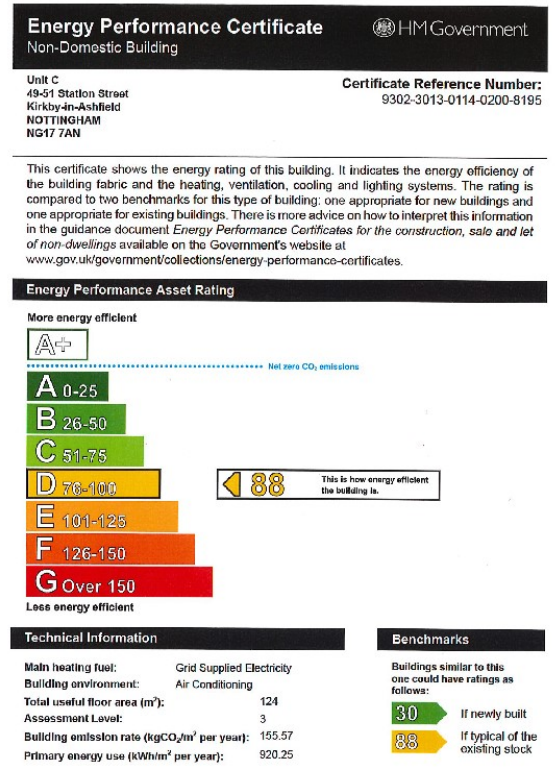 Energy Performance Certificate
HM Government
Non-Domestic Building
Unit C
49-51 Station Street
Kirkby-in-Ashfield
NOTTINGHAM
NG17 7AN
Certificate Reference Number:
9302-3013-0114-0200-8195
This certificate shows the energy rating of this building. It indicates the energy efficiency of
the building fabric and the heating, ventilation, cooling and lighting systems. The rating is
compared to two benchmarks for this type of building: one appropriate for new buildings and
one appropriate for existing buildings. There is more advice on how to interpret this information
in the guidance document Energy Performance Certificates for the construction, sale and let
of non-dwellings available on the Government's website at
www.gov.uk/government/collections/energy-performance-certificates.
Energy Performance Asset Rating
More energy efficient
A+
Net zero CO₂ emissions
A 0-25
B 26-50
C 51-75
D 76-100
88
This is how energy efficient
the building is.
E 101-125
F 126-150
G Over 150
Less energy efficient
Technical Information
Main heating fuel: Grid Supplied Electricity
Building environment: Air Conditioning
Total useful floor area (m²): 124
Assessment Level: 3
Building emission rate (kgCO₂/m² per year): 155.57
Primary energy use (kWh/m² per year): 920.25
Benchmarks
Buildings similar to this
one could have ratings as
follows:
30 If newly built
88 If typical of the
existing stock